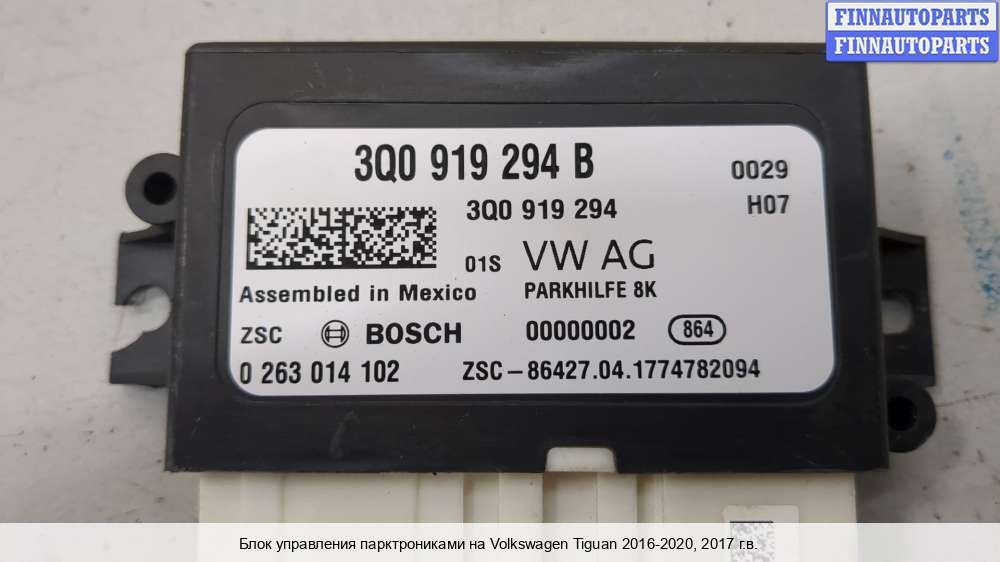 FINNAUTOPARTS
FINNAUTOPARTS
3Q0 919 294 B
0029
3Q0 919 294
H07
01S VW AG
Assembled in Mexico
PARKHILFE 8K
ZSC BOSCH
00000002
864
0 263 014 102
ZSC-86427.04.1774782094
Блок управления парктрониками на Volkswagen Tiguan 2016-2020, 2017 г.в.